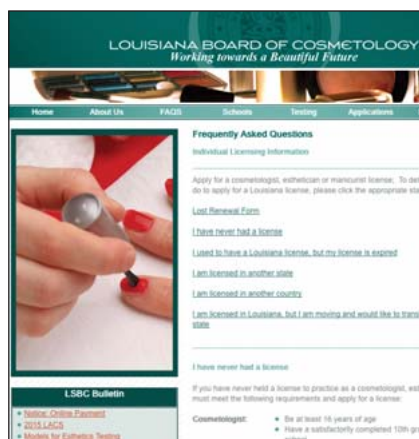 LOUISIANA BOARD OF COSMETOLOGY
Working towards a Beautiful Future
Home About Us FAQS Schools Testing Applications
Frequently Asked Questions
Individual Licensing Information
Apply for a cosmetologist, esthetician or manicurist license; To det
do to apply for a Louisiana license, please click the appropriate sta
Lost Renewal Form
I have never had a license
I used to have a Louisiana license, but my license is expired
I am licensed in another state
I am licensed in another country
I am licensed in Louisiana, but I am moving and would like to trans
state
I have never had a license
If you have never held a license to practice as a cosmetologist, est
must meet the following requirements and apply for a license:
Cosmetologist:
• Be at least 16 years of age
• Have a satisfactorily completed 10th gr
school
LSBC Bulletin
• Notice: Online Payment
• 2015 LACS
• Models for Esthetics Testing